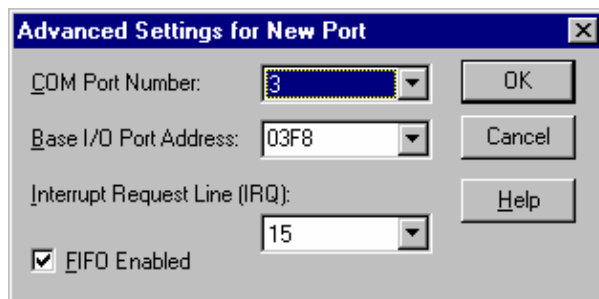 Advanced Settings for New Port
COM Port Number: 3 OK
Base I/O Port Address: 03F8 Cancel
Interrupt Request Line (IRQ): Help
15
FIFO Enabled